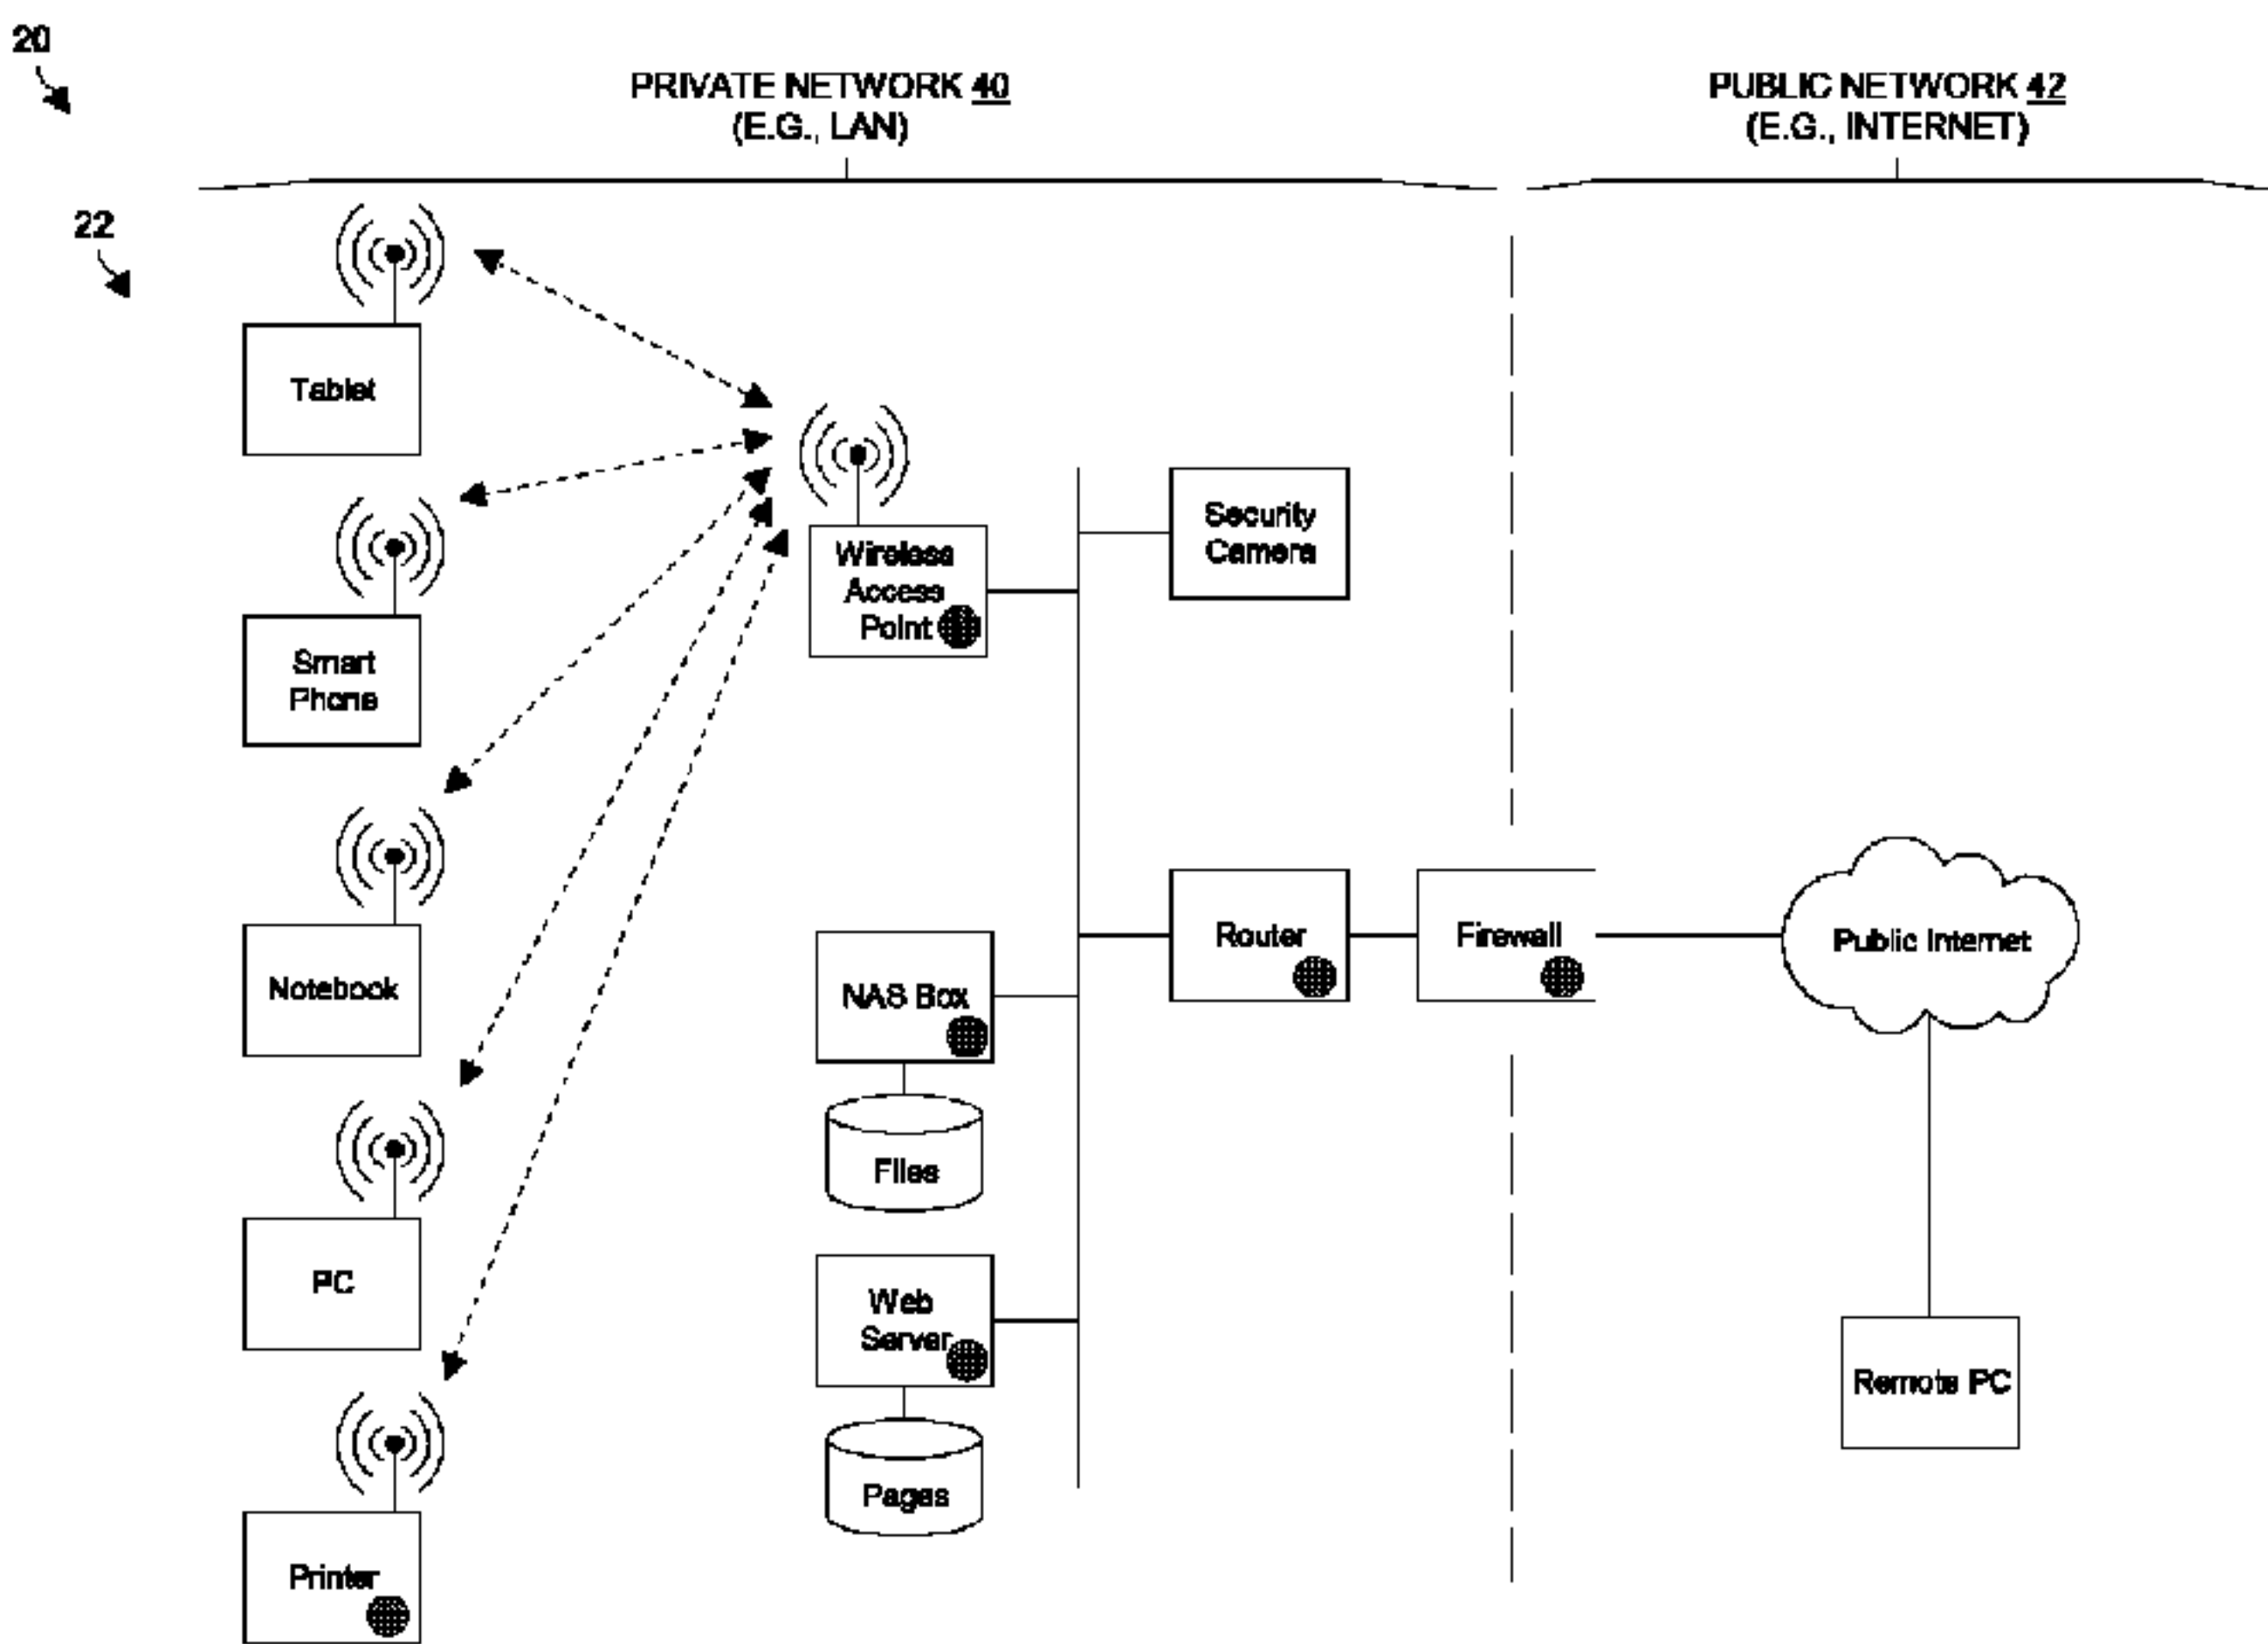 20
PRIVATE NETWORK 40
(E.G., LAN)
PUBLIC NETWORK 42
(E.G., INTERNET)
22
Tablet
Smart
Phone
Notebook
PC
Printer
Wireless
Access
Point
Security
Camera
NAS Box
Files
Web
Server
Pages
Router
Firewall
Public Internet
Remote PC